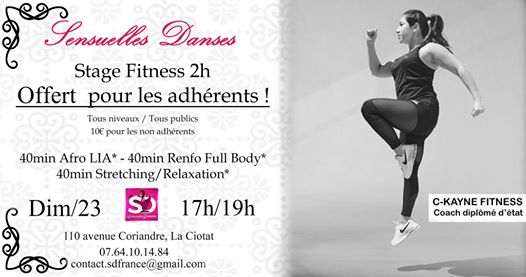 Sensuelles Danses
Stage Fitness 2h
Offert pour les adhérents !
Tous niveaux / Tous publics
10€ pour les non adhérents
40min Afro LIA* - 40min Renfo Full Body*
40min Stretching/Relaxation*
Dim/23 SD 17h/19h
110 avenue Coriandre, La Ciotat
07.64.10.14.84
contact.sdfrance@gmail.com
C-KAYNE FITNESS
Coach diplômé d'état